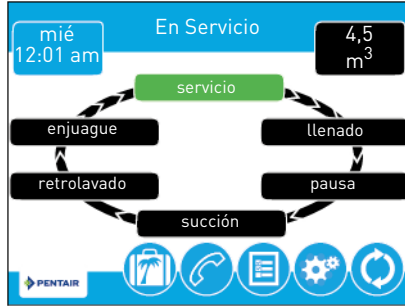 mié
12:01 am
En Servicio
4,5
m³
servicio
enjuague
llenado
retrolavado
pausa
succión
PENTAIR